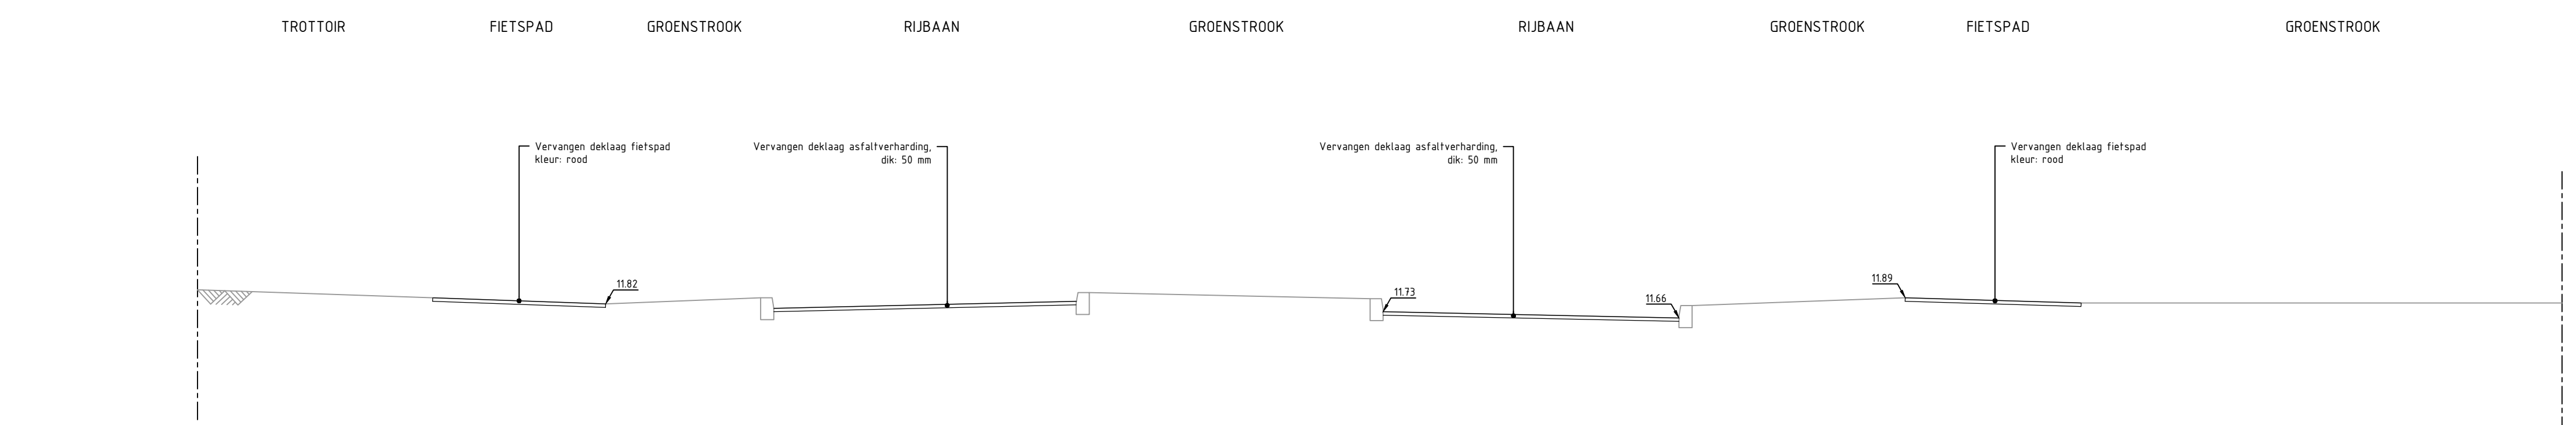 TROTTOIR
FIETSPAD
GROENSTROOK
RIJBAAN
GROENSTROOK
RIJBAAN
GROENSTROOK
FIETSPAD
GROENSTROOK
Vervangen deklaag fietspad
kleur: rood
Vervangen deklaag asfaltverharding,
dik: 50 mm
Vervangen deklaag asfaltverharding,
dik: 50 mm
Vervangen deklaag fietspad
kleur: rood
11.82
11.73
11.66
11.89